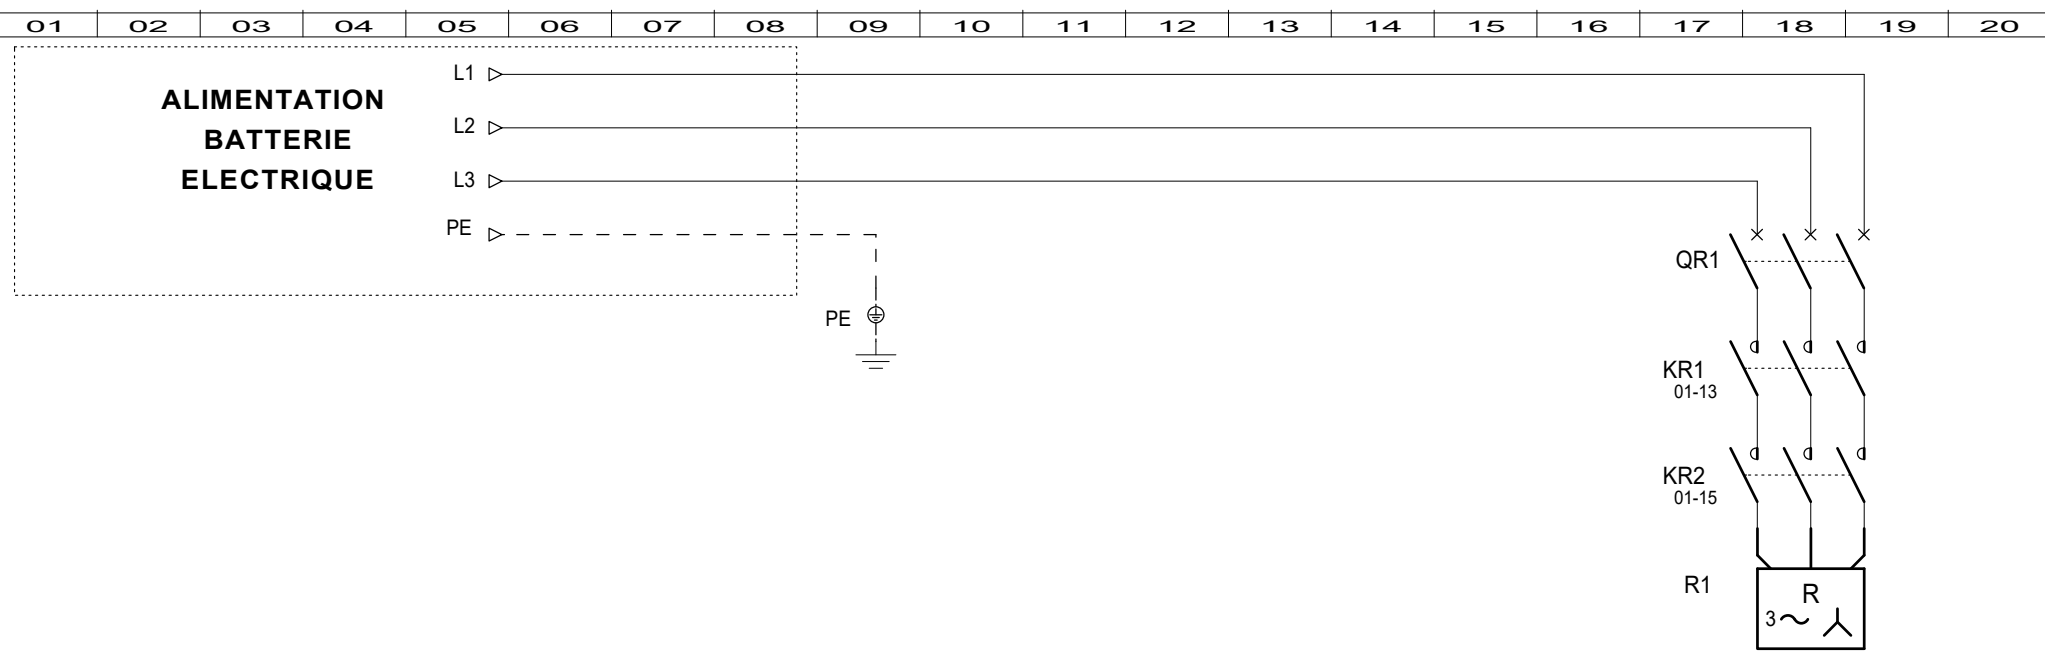 01 02 03 04 05 06 07 08 09 10 11 12 13 14 15 16 17 18 19 20
ALIMENTATION
BATTERIE
ELECTRIQUE
L1
L2
L3
PE
PE
QR1
KR1
01-13
KR2
01-15
R1
R
3